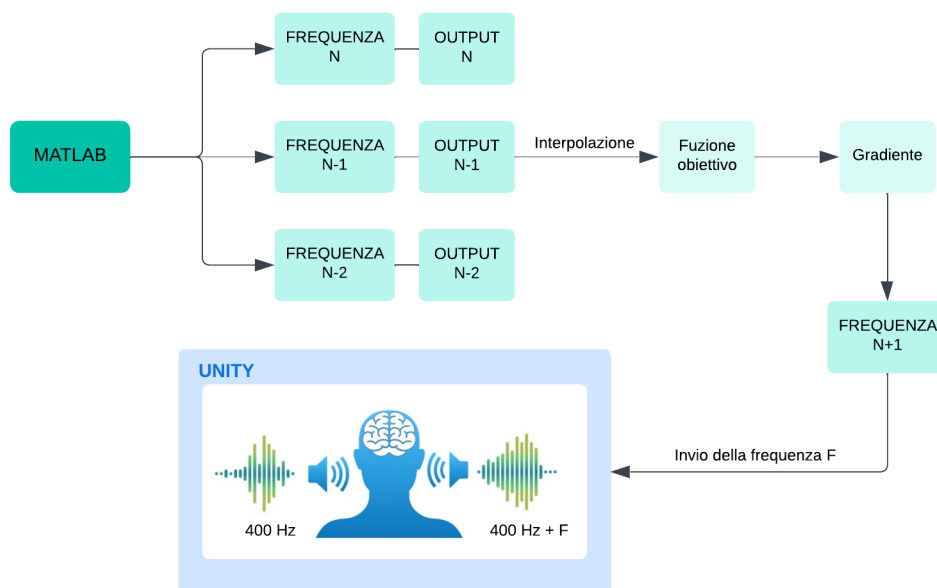 FREQUENZA
N
OUTPUT
N
MATLAB
FREQUENZA
N-1
OUTPUT
N-1
Interpolazione
Fuzione
obiettivo
Gradiente
FREQUENZA
N-2
OUTPUT
N-2
FREQUENZA
N+1
UNITY
Invio della frequenza F
400 Hz
400 Hz + F